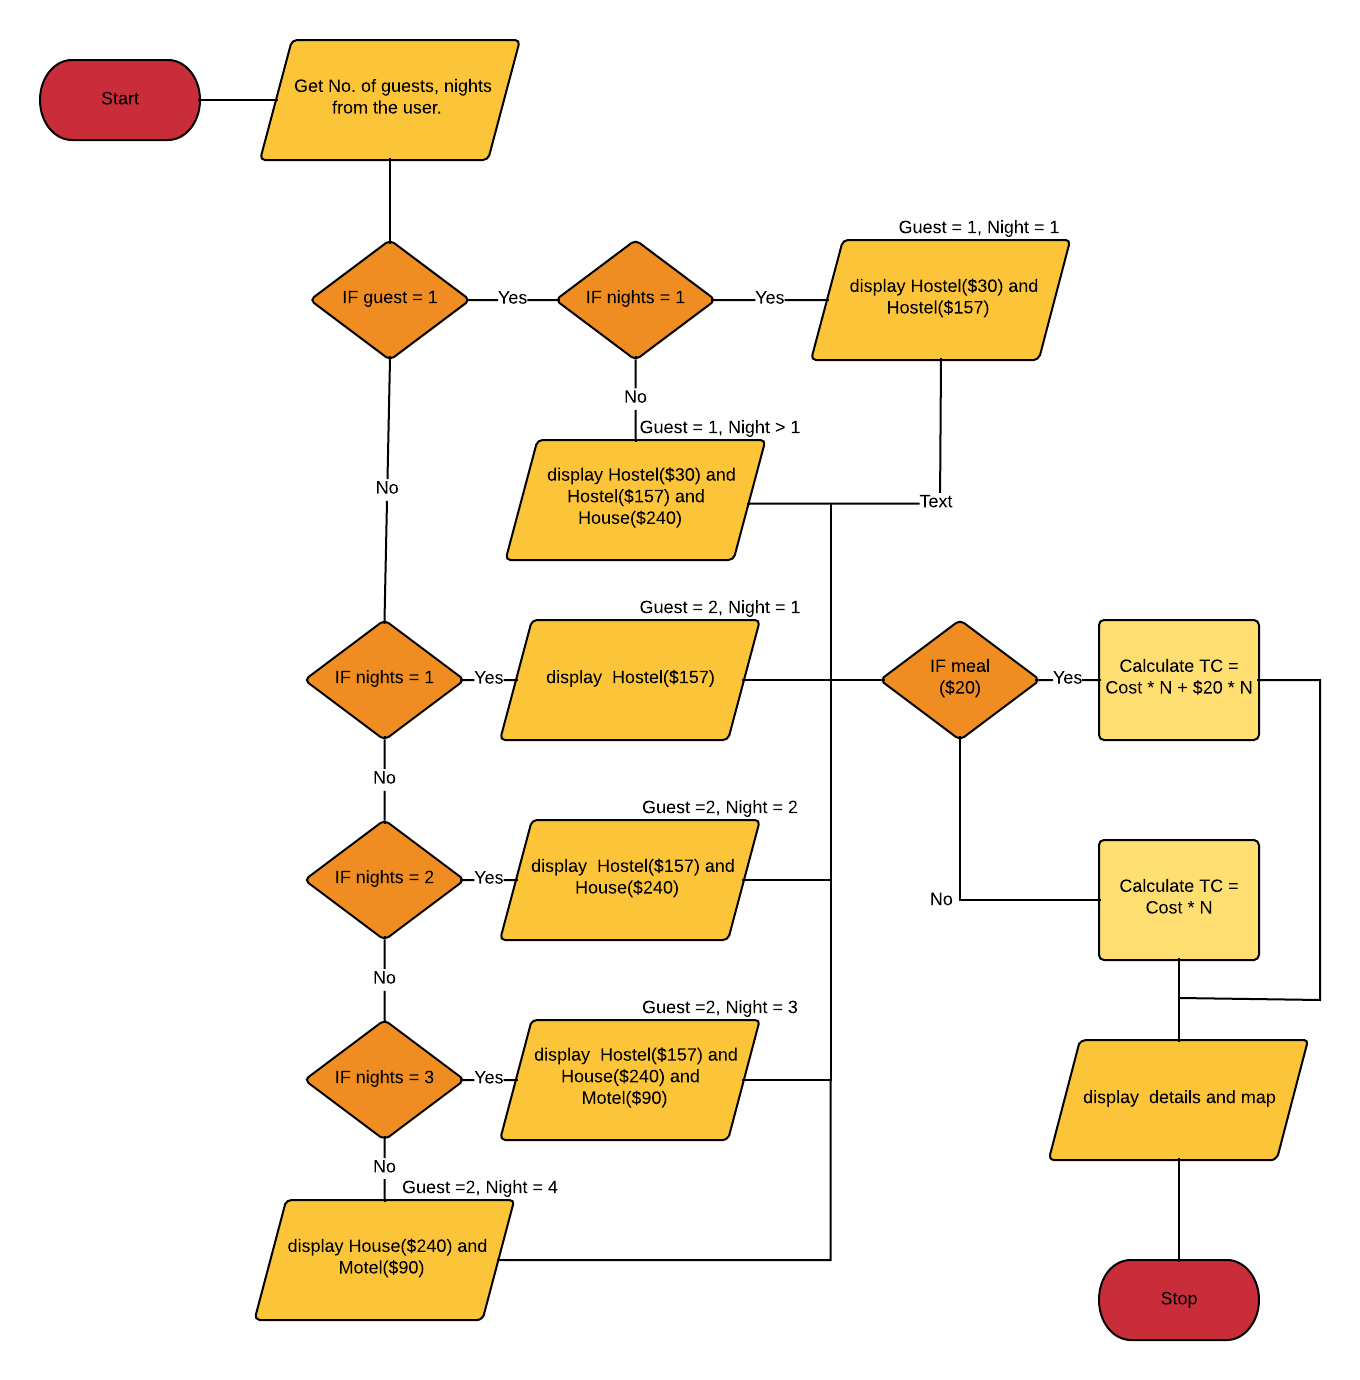 Start
Get No. of guests, nights
from the user.
Guest = 1, Night = 1
IF guest = 1
Yes
IF nights = 1
Yes
display Hostel($30) and
Hostel($157)
No
Guest = 1, Night > 1
display Hostel($30) and
Hostel($157) and
House($240)
Text
No
Guest = 2, Night = 1
IF nights = 1
Yes
display  Hostel($157)
IF meal
($20)
Yes
Calculate TC =
Cost * N + $20 * N
No
Guest =2, Night = 2
IF nights = 2
Yes
display  Hostel($157) and
House($240)
No
Calculate TC =
Cost * N
No
Guest =2, Night = 3
IF nights = 3
Yes
display  Hostel($157) and
House($240) and
Motel($90)
display  details and map
No
Guest =2, Night = 4
display House($240) and
Motel($90)
Stop